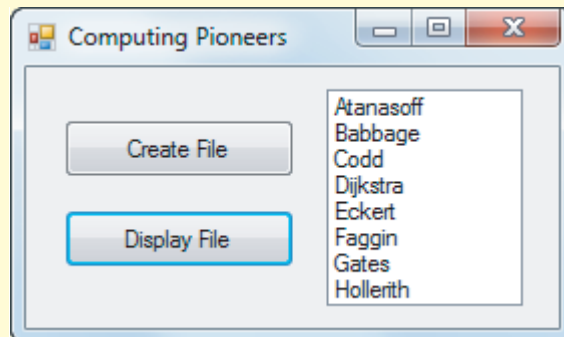 Computing Pioneers
Create File
Display File
Atanasoff
Babbage
Codd
Dijkstra
Eckert
Faggin
Gates
Hollerith